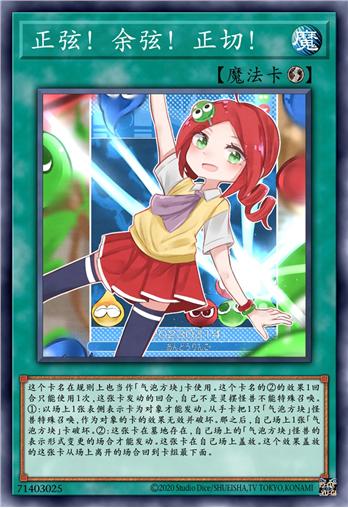 正弦！余弦！正切！
魔
【魔法卡】
あんどうりんご
这个卡名在规则上也当作「气泡方块」卡使用。这个卡名的②的效果1回
合只能使用1次，这张卡发动的回合，自己不是灵摆怪兽不能特殊召唤。
①：以场上1张表侧表示卡为对象才能发动。从手卡把1只「气泡方块」怪
兽特殊召唤，作为对象的卡的效果无效并破坏。那之后，自己场上1张「气
泡方块」卡破坏。②：这张卡在墓地存在，自己场上的「气泡方块」怪兽的
表示形式变更的场合才能发动。这张卡在自己场上盖放。这个效果盖放
的这张卡从场上离开的场合回到卡组最下面。
71403025
©2020 Studio Dice/SHUEISHA,TV TOKYO,KONAMI